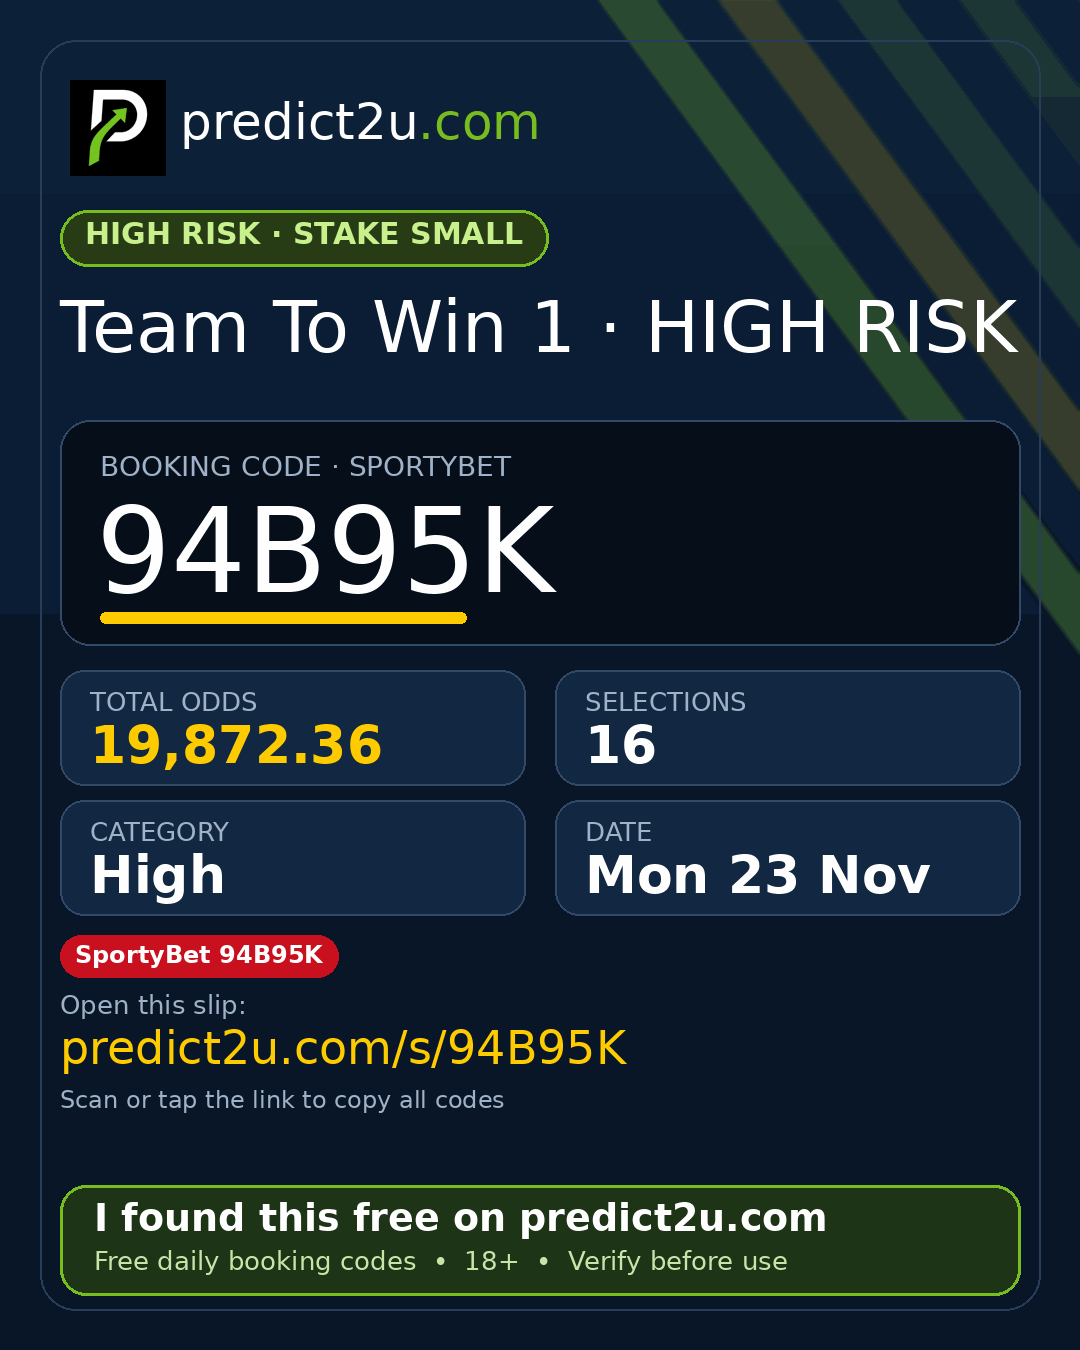 predict2u.com
HIGH RISK · STAKE SMALL
Team To Win 1 · HIGH RISK
BOOKING CODE · SPORTYBET
94B95K
TOTAL ODDS
19,872.36
SELECTIONS
16
CATEGORY
High
DATE
Mon 23 Nov
SportyBet 94B95K
Open this slip:
predict2u.com/s/94B95K
Scan or tap the link to copy all codes
I found this free on predict2u.com
Free daily booking codes • 18+ • Verify before use